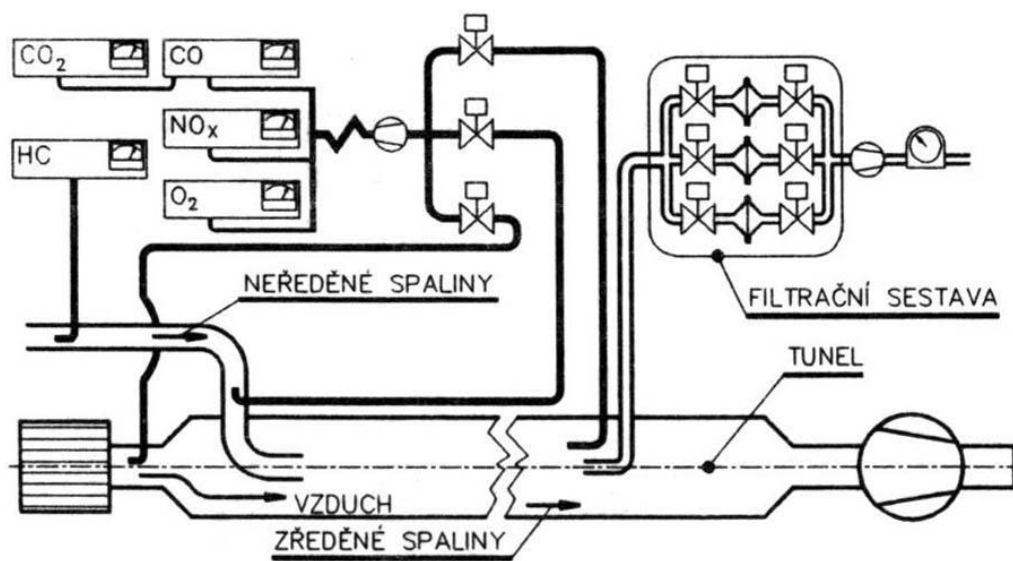 CO₂
CO
NOX
HC
O₂
NEŘEDĚNÉ SPALINY
FILTRAČNÍ SESTAVA
TUNEL
VZDUCH
ZŘEDĚNÉ SPALINY